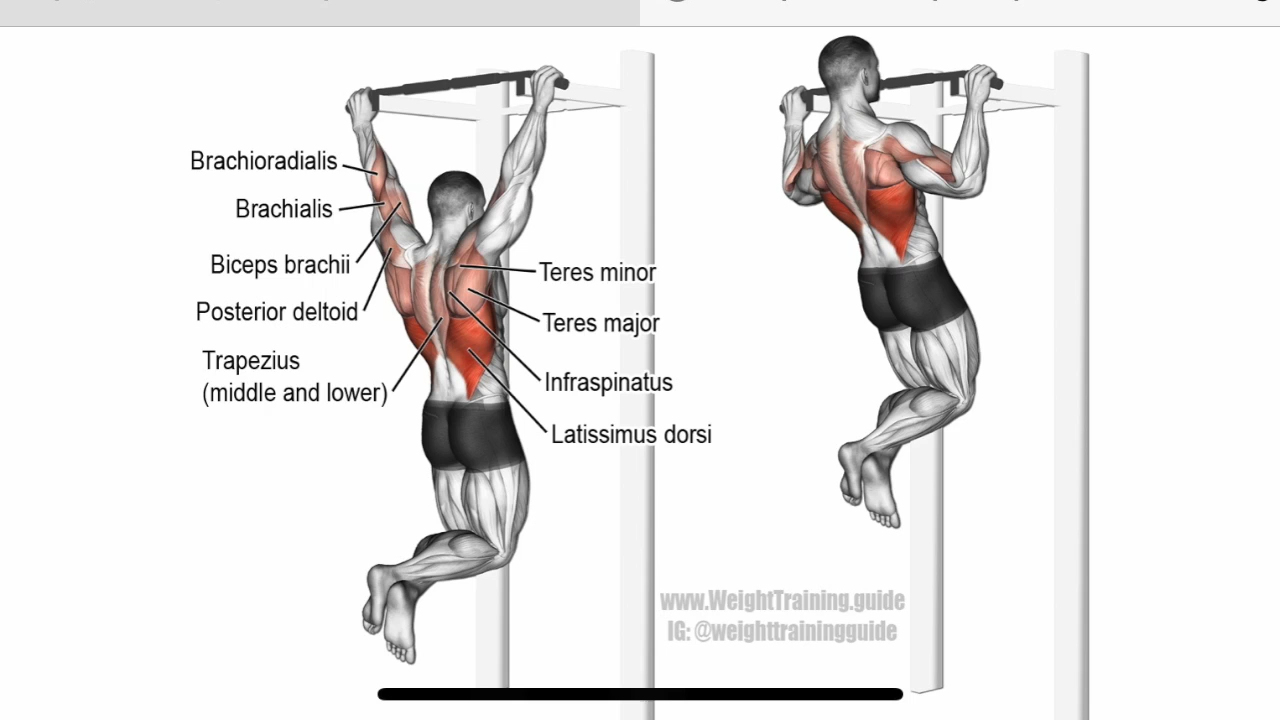 Brachioradialis
Brachialis
Biceps brachii
Posterior deltoid
Trapezius
(middle and lower)
Teres minor
Teres major
Infraspinatus
Latissimus dorsi
www.WeightTraining.guide
IG: @weighttrainingguide